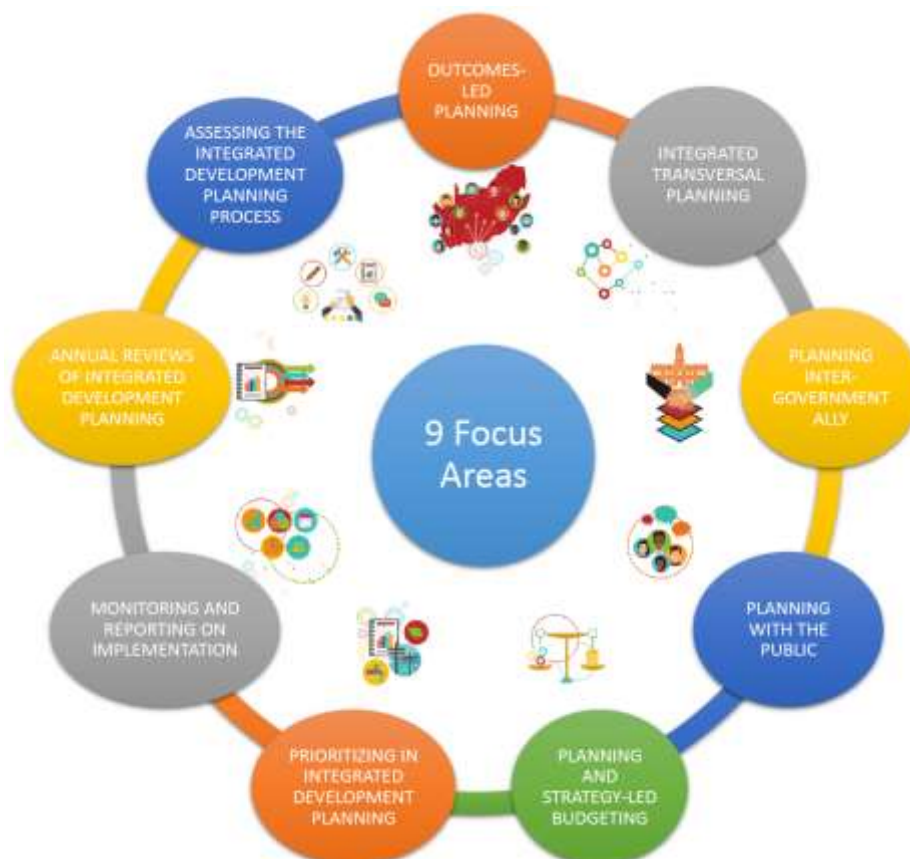 OUTCOMES-
LED
PLANNING
INTEGRATED
TRANSVERSAL
PLANNING
PLANNING
INTER-
GOVERNMENT
ALLY
PLANNING
WITH THE
PUBLIC
PLANNING
AND
STRATEGY-LED
BUDGETING
PRIORITIZING IN
INTEGRATED
DEVELOPMENT
PLANNING
MONITORING AND
REPORTING ON
IMPLEMENTATION
ANNUAL REVIEWS
OF INTEGRATED
DEVELOPMENT
PLANNING
ASSESSING THE
INTEGRATED
DEVELOPMENT
PLANNING
PROCESS
9 Focus
Areas